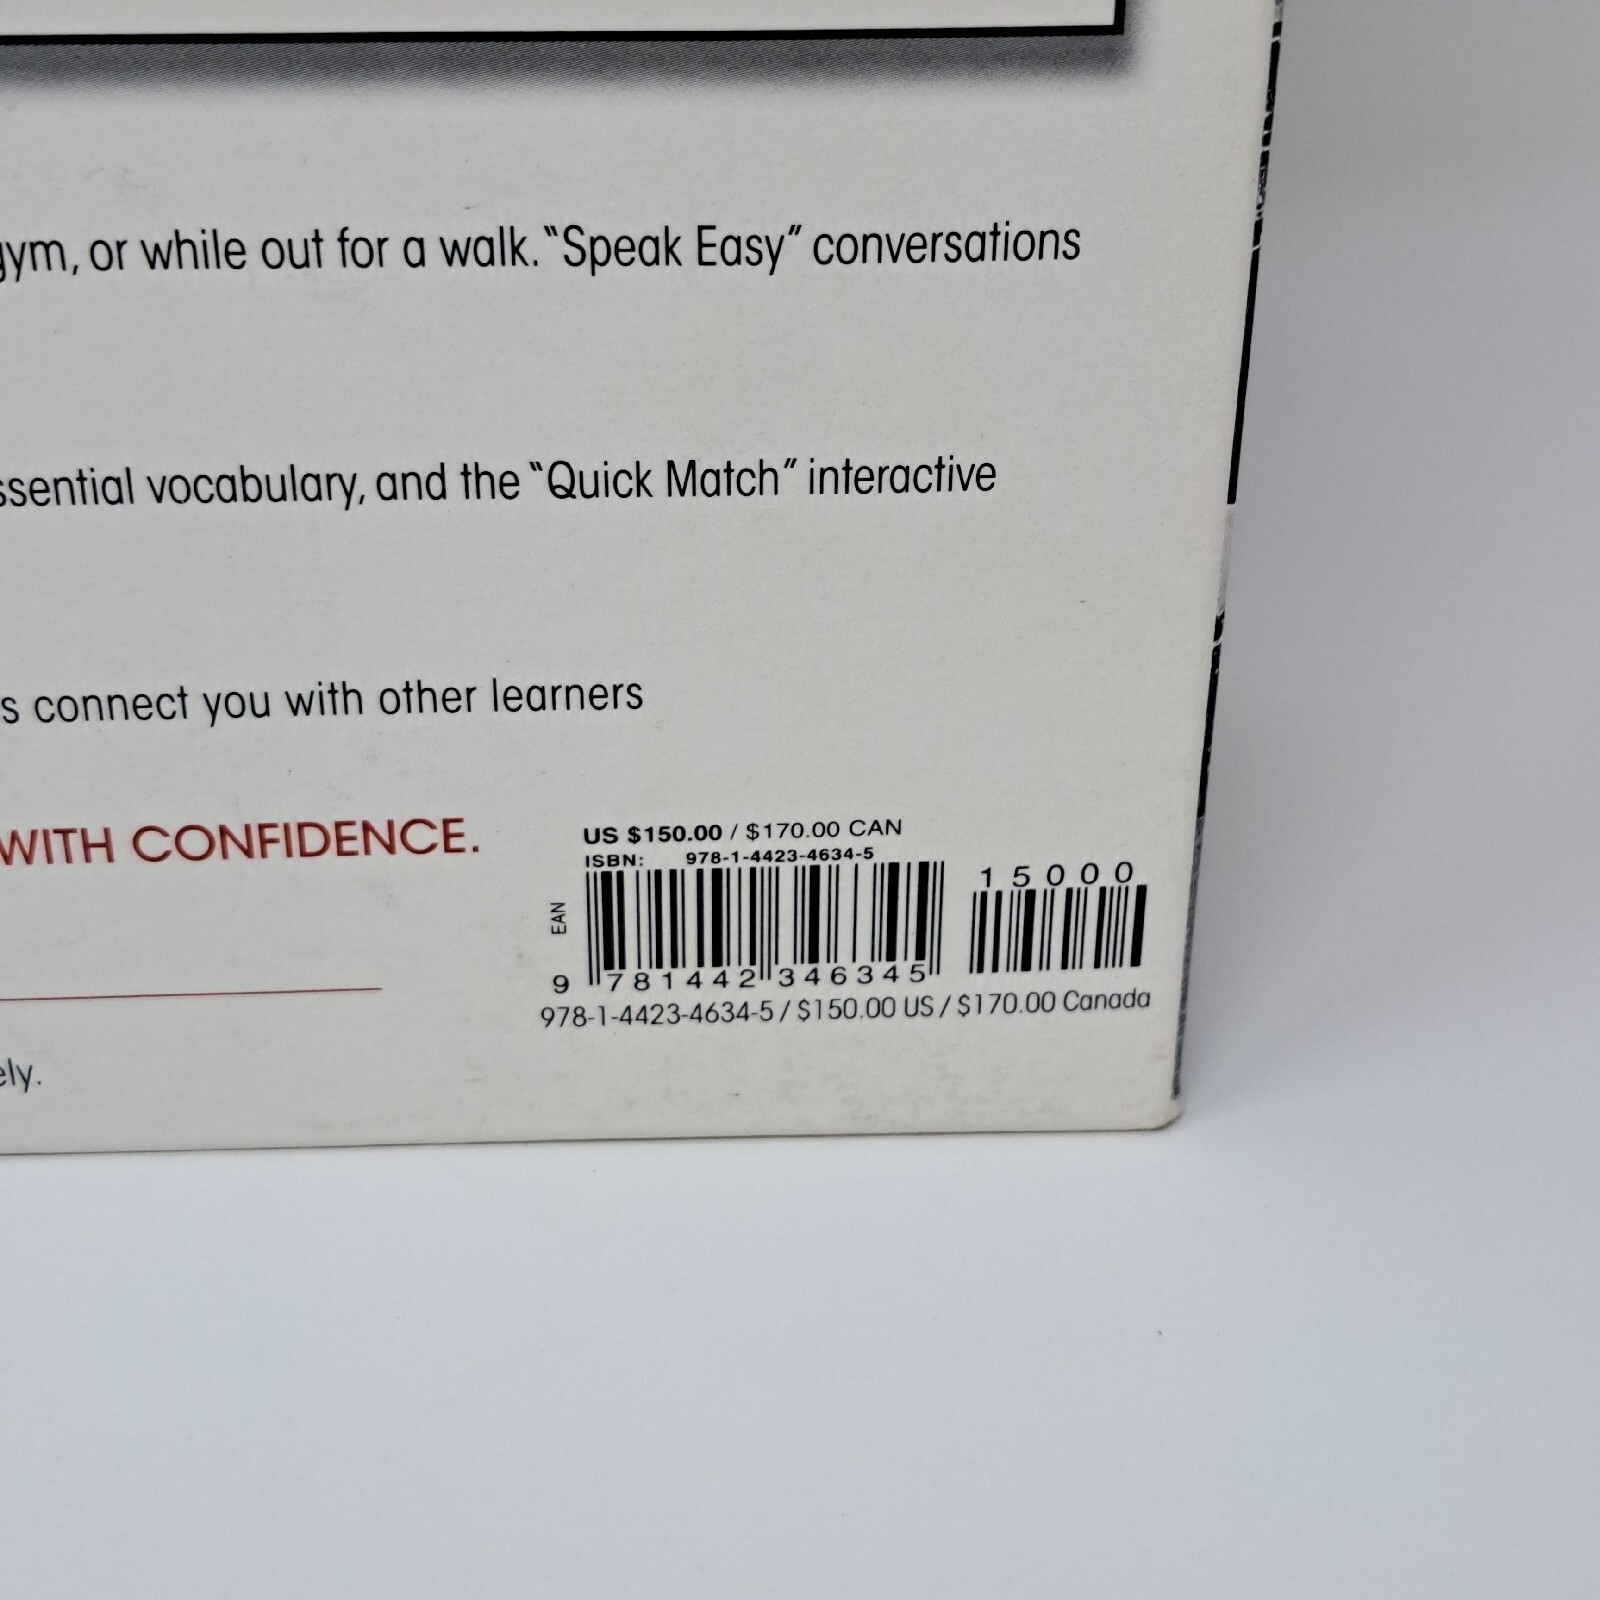 gym, or while out for a walk. "Speak Easy" conversations
essential vocabulary, and the "Quick Match" interactive
s connect you with other learners
WITH CONFIDENCE.
US $150.00 / $170.00 CAN
ISBN: 978-1-4423-4634-5
15000
EAN
9 781442 346345
978-1-4423-4634-5 / $150.00 US / $170.00 Canada
ely.